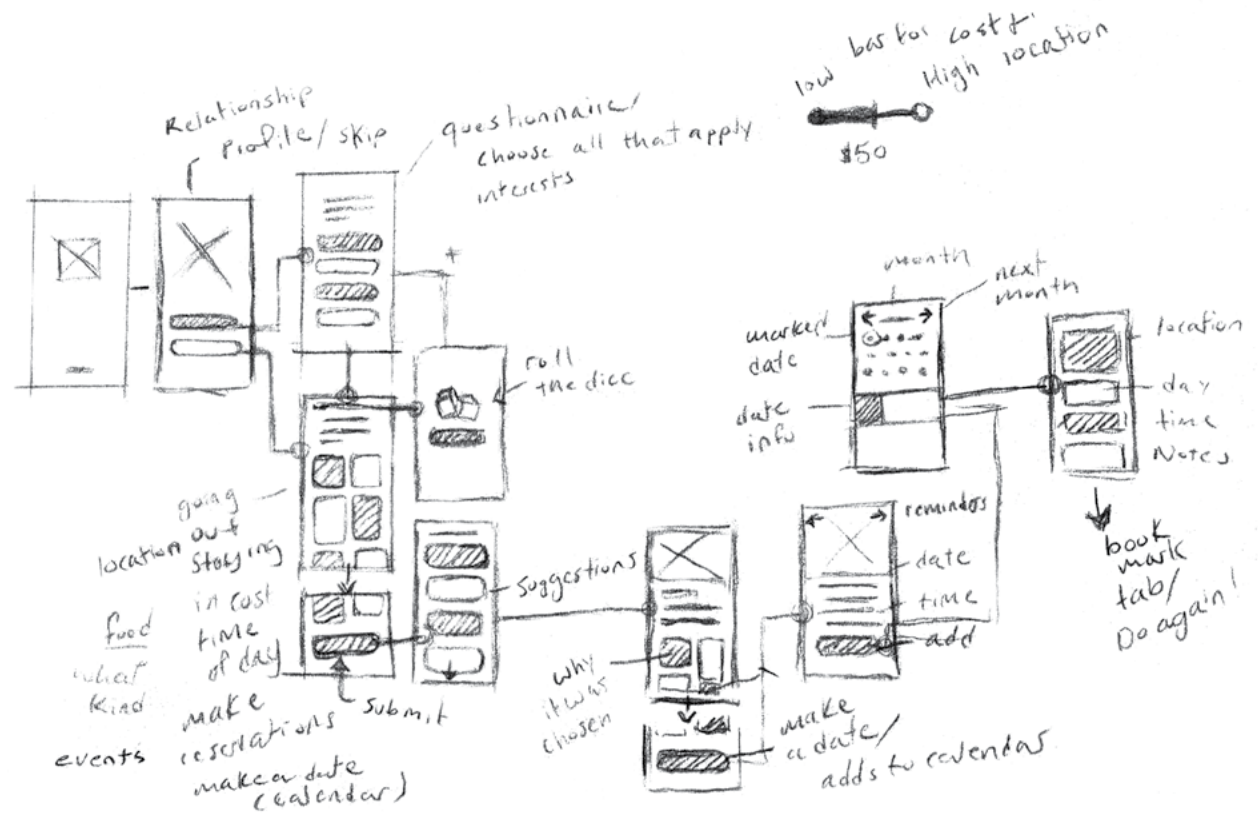 low bar for cost &
High location
$50
Relationship
Profile / skip
questionnaire /
choose all that apply
interests
+
roll
the dice
month
next
month
marked
date
date
info
location
day
time
Notes
book
mark
tab/
Do again!
reminders
date
time
add
going
out
location
staying
in cost
time
of day
food
what
kind
events
make
make a date
(calendar)
submit
suggestions
why
it was
chosen
make
a date/
adds to calendar